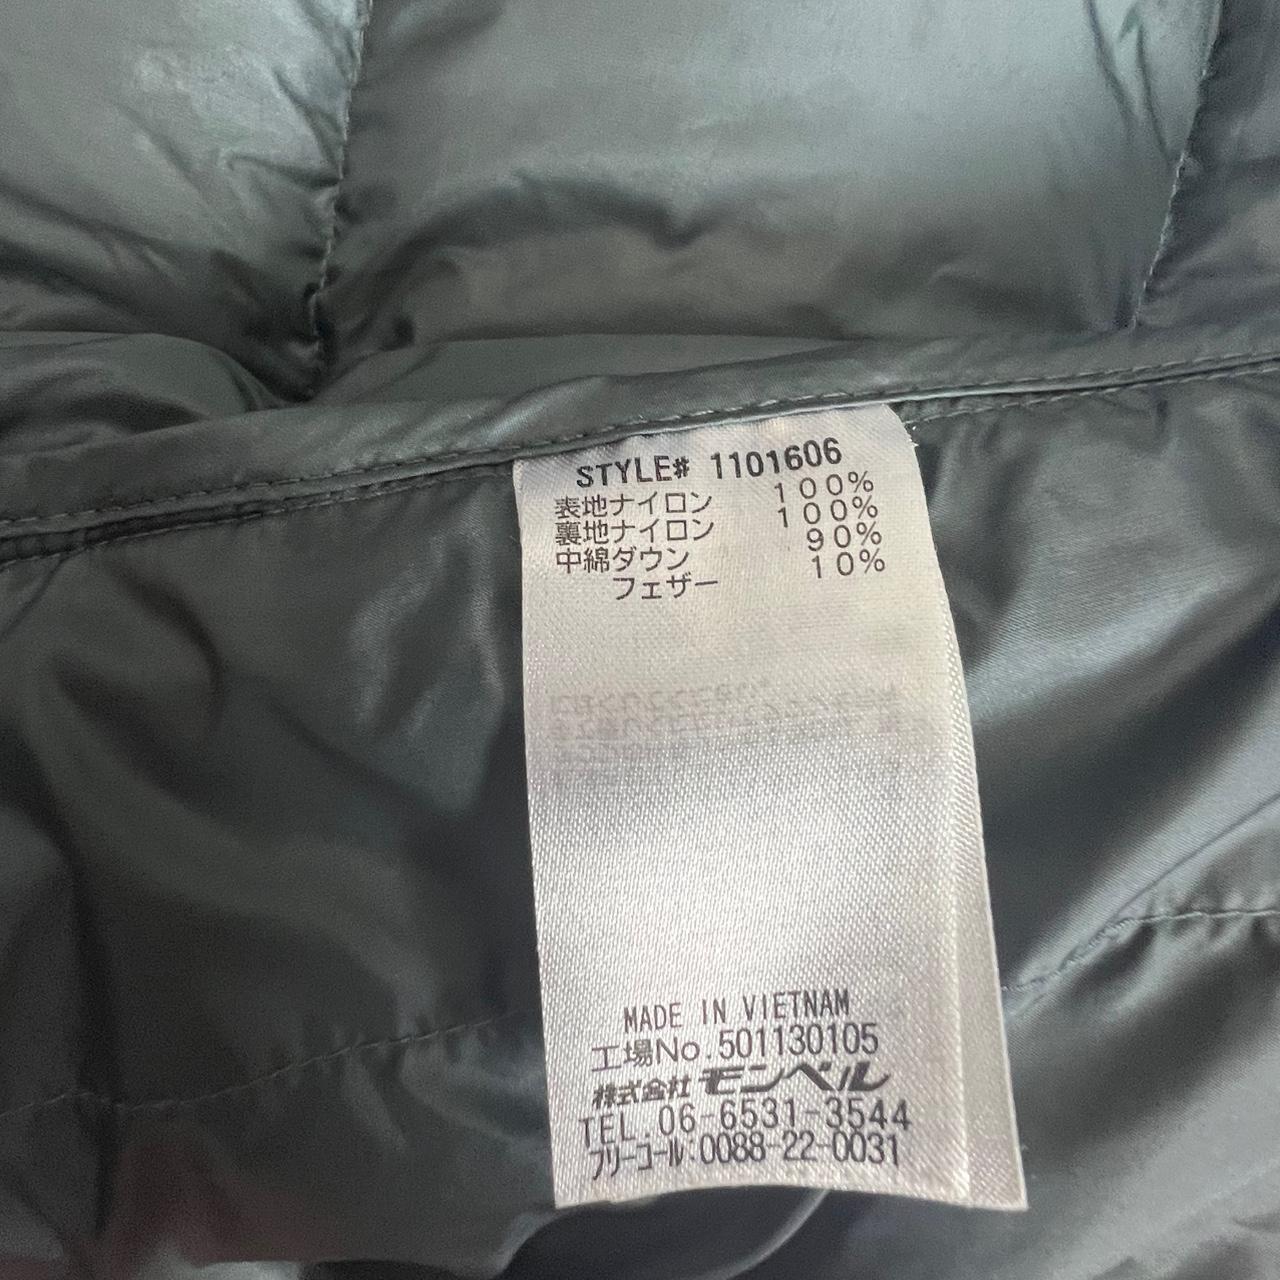 STYLE# 1101606
表地ナイロン 100%
裏地ナイロン 100%
中綿ダウン 90%
フェザー 10%
MADE IN VIETNAM
工場No.501130105
株式会社 モンベル
TEL 06-6531-3544
フリーコール:0088-22-0031